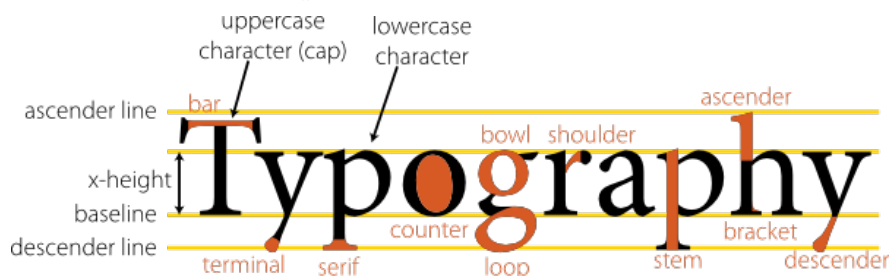 uppercase
character (cap)
lowercase
character
ascender line
bar
ascender
bowl
shoulder
Typography
x-height
baseline
counter
bracket
descender line
terminal
serif
loop
stem
descender